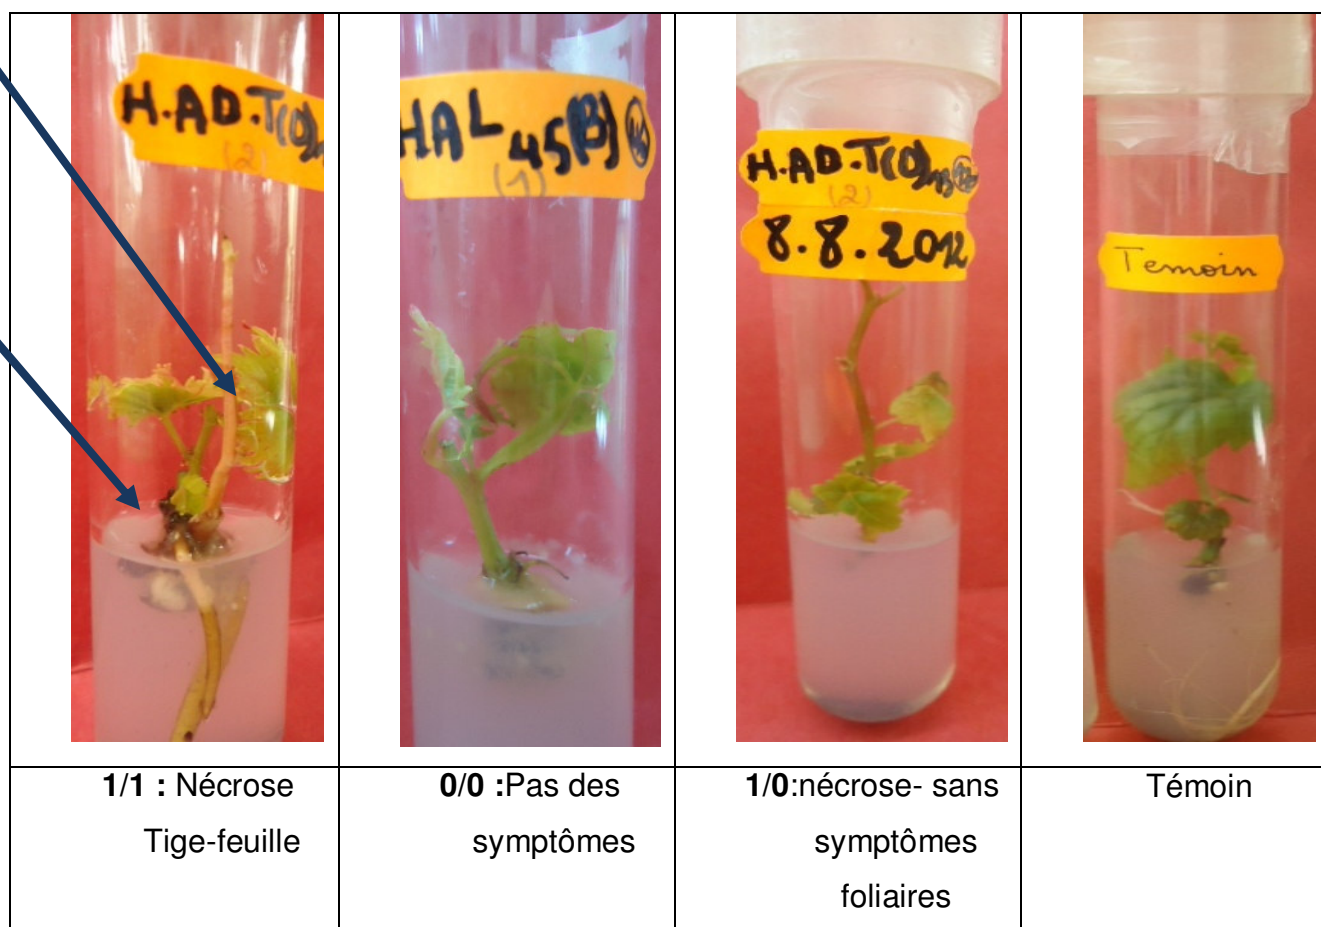 H.AD.T(D)
(2)
HAL 45(B)
(1)
H.AD.T(D)
(2)
8.8.2012
Temoin
1/1 : Nécrose
Tige-feuille
0/0 :Pas des
symptômes
1/0:nécrose- sans
symptômes
foliaires
Témoin